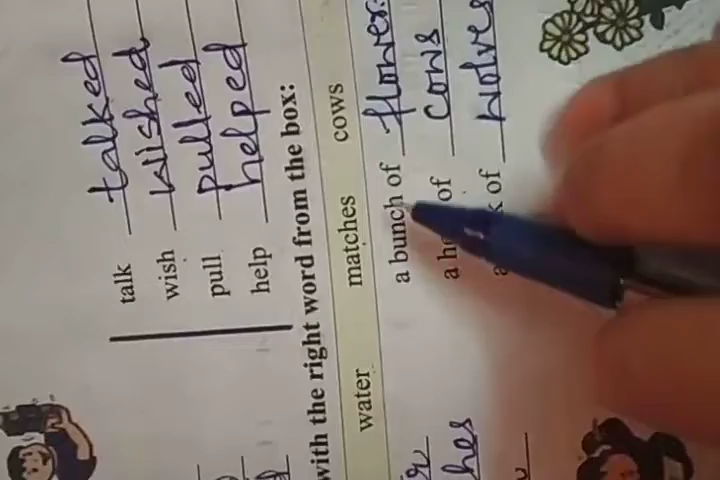 talk talked
wish wished
pull pulled
help helped
with the right word from the box:
water matches cows
a bunch of flowers
a of cows
of wolves